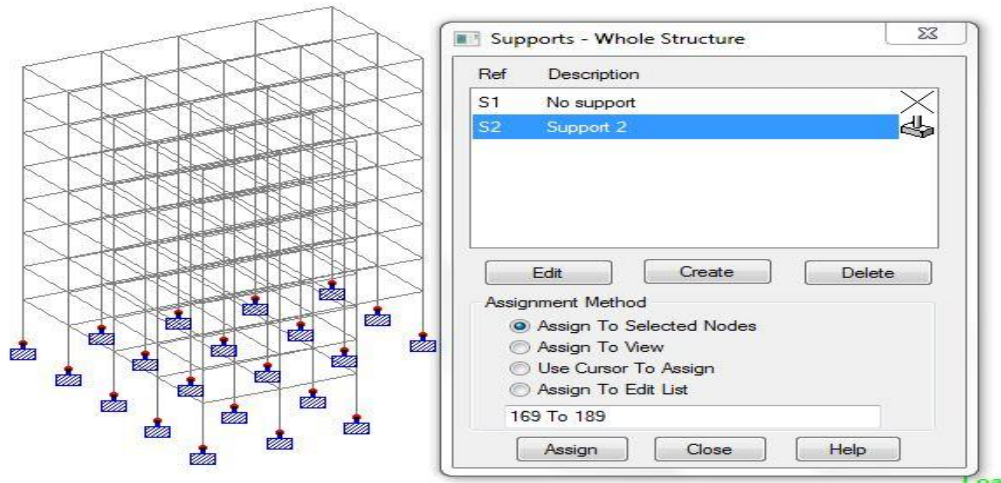 Supports - Whole Structure
Ref Description
S1 No support
S2 Support 2
Edit Create Delete
Assignment Method
Assign To Selected Nodes
Assign To View
Use Cursor To Assign
Assign To Edit List
169 To 189
Assign Close Help